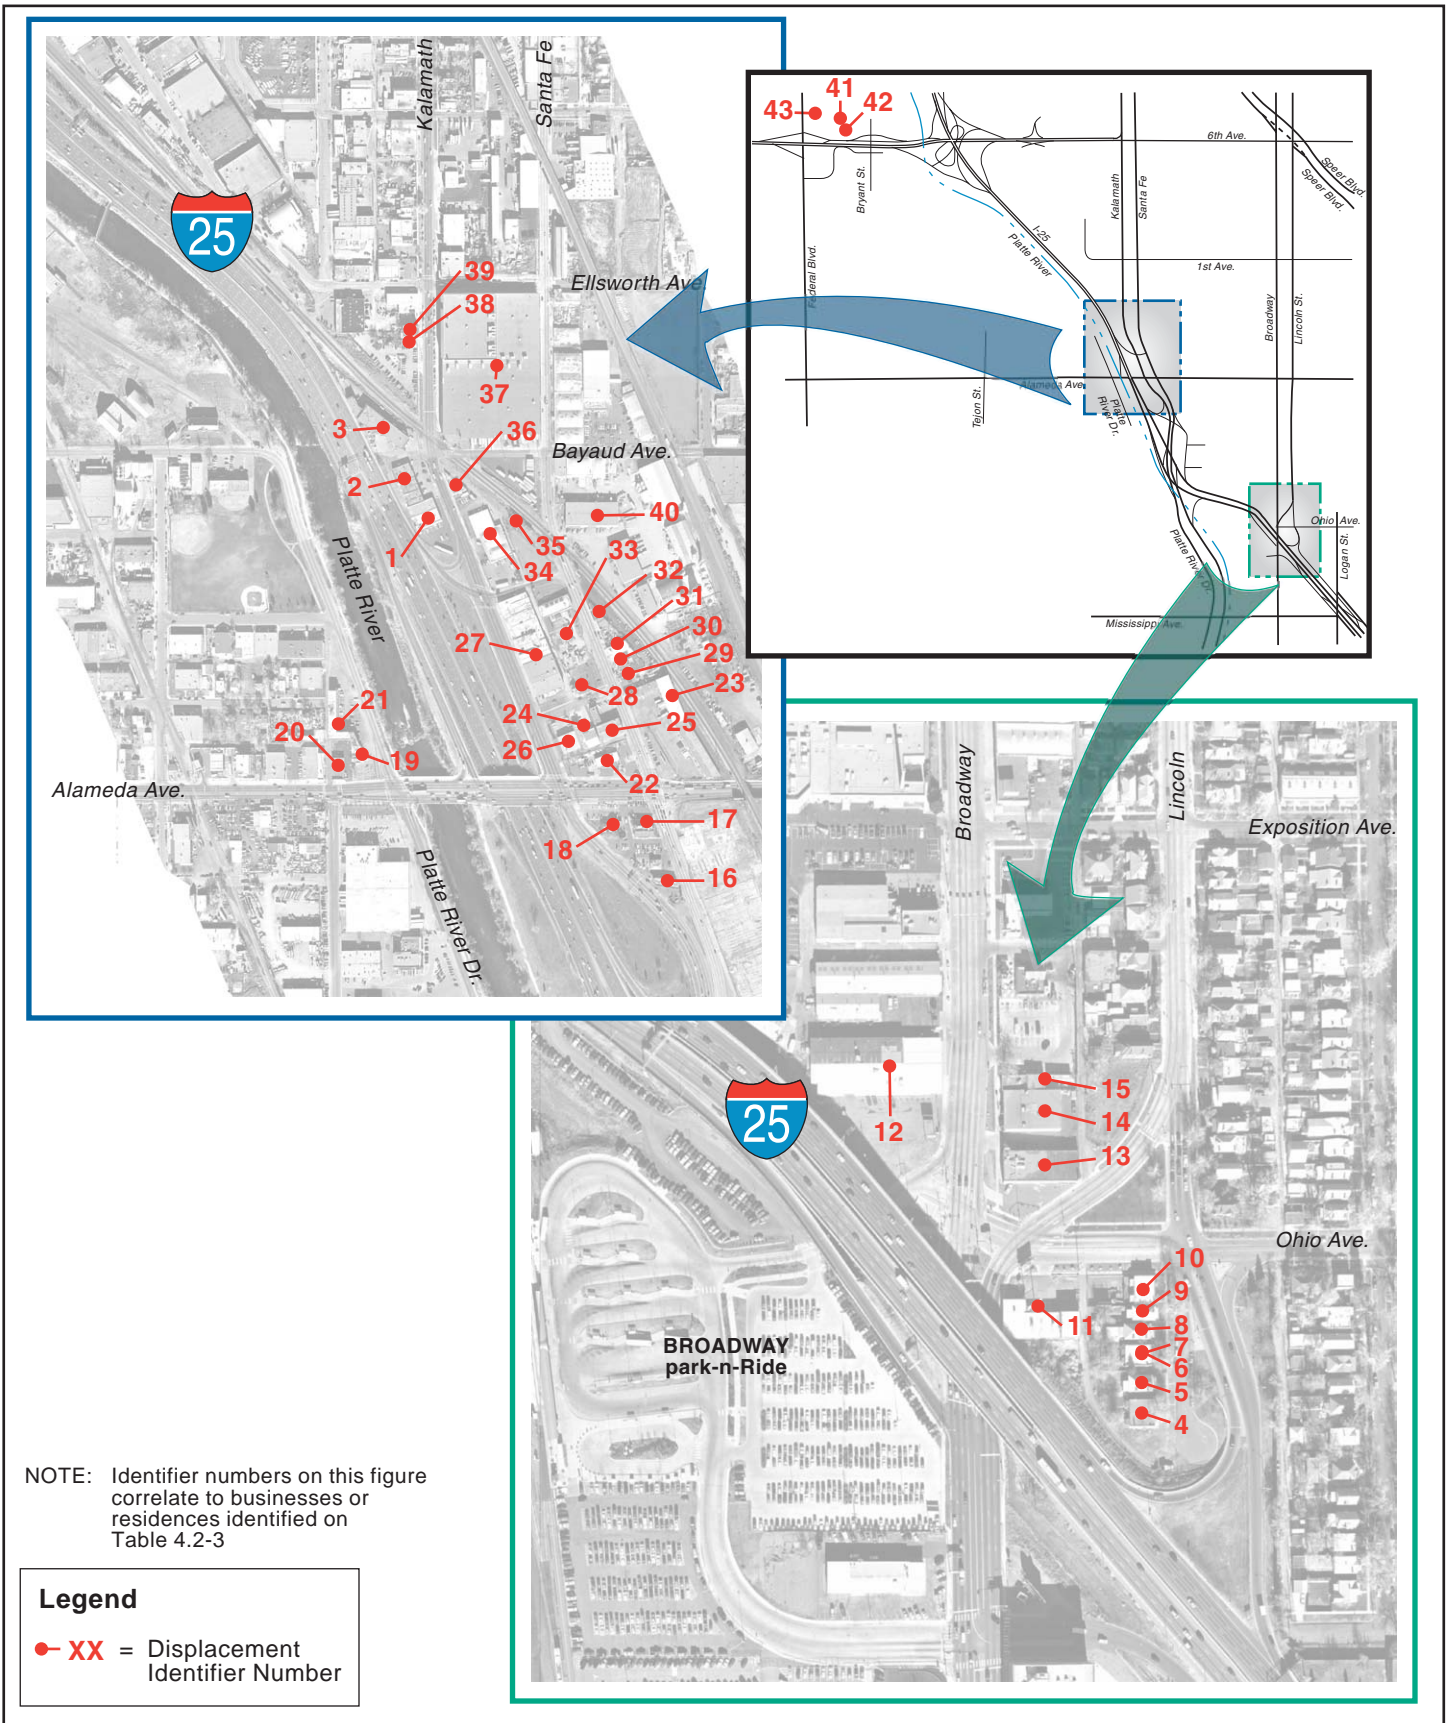 Kalamath
Santa Fe
25
39
Ellsworth Ave.
38
37
3
36
Bayaud Ave.
2
40
1
35
34
33
32
Platte River
31
30
27
29
23
28
21
24
25
20
26
19
22
Alameda Ave.
17
18
Platte River Dr.
16
41
43
42
6th Ave.
Speer Blvd.
Speer Blvd.
Bryant St.
Kalamath
Santa Fe
I-25
Platte River
1st Ave.
Federal Blvd.
Broadway
Lincoln St.
Alameda Ave.
Tejon St.
Platte
River Dr.
Ohio Ave.
Logan St.
Platte River Dr.
Mississippi Ave.
Broadway
Lincoln
Exposition Ave.
25
15
12
14
13
Ohio Ave.
10
9
11
8
7
6
5
4
BROADWAY
park-n-Ride
NOTE: Identifier numbers on this figure
correlate to businesses or
residences identified on
Table 4.2-3
Legend
XX = Displacement
Identifier Number